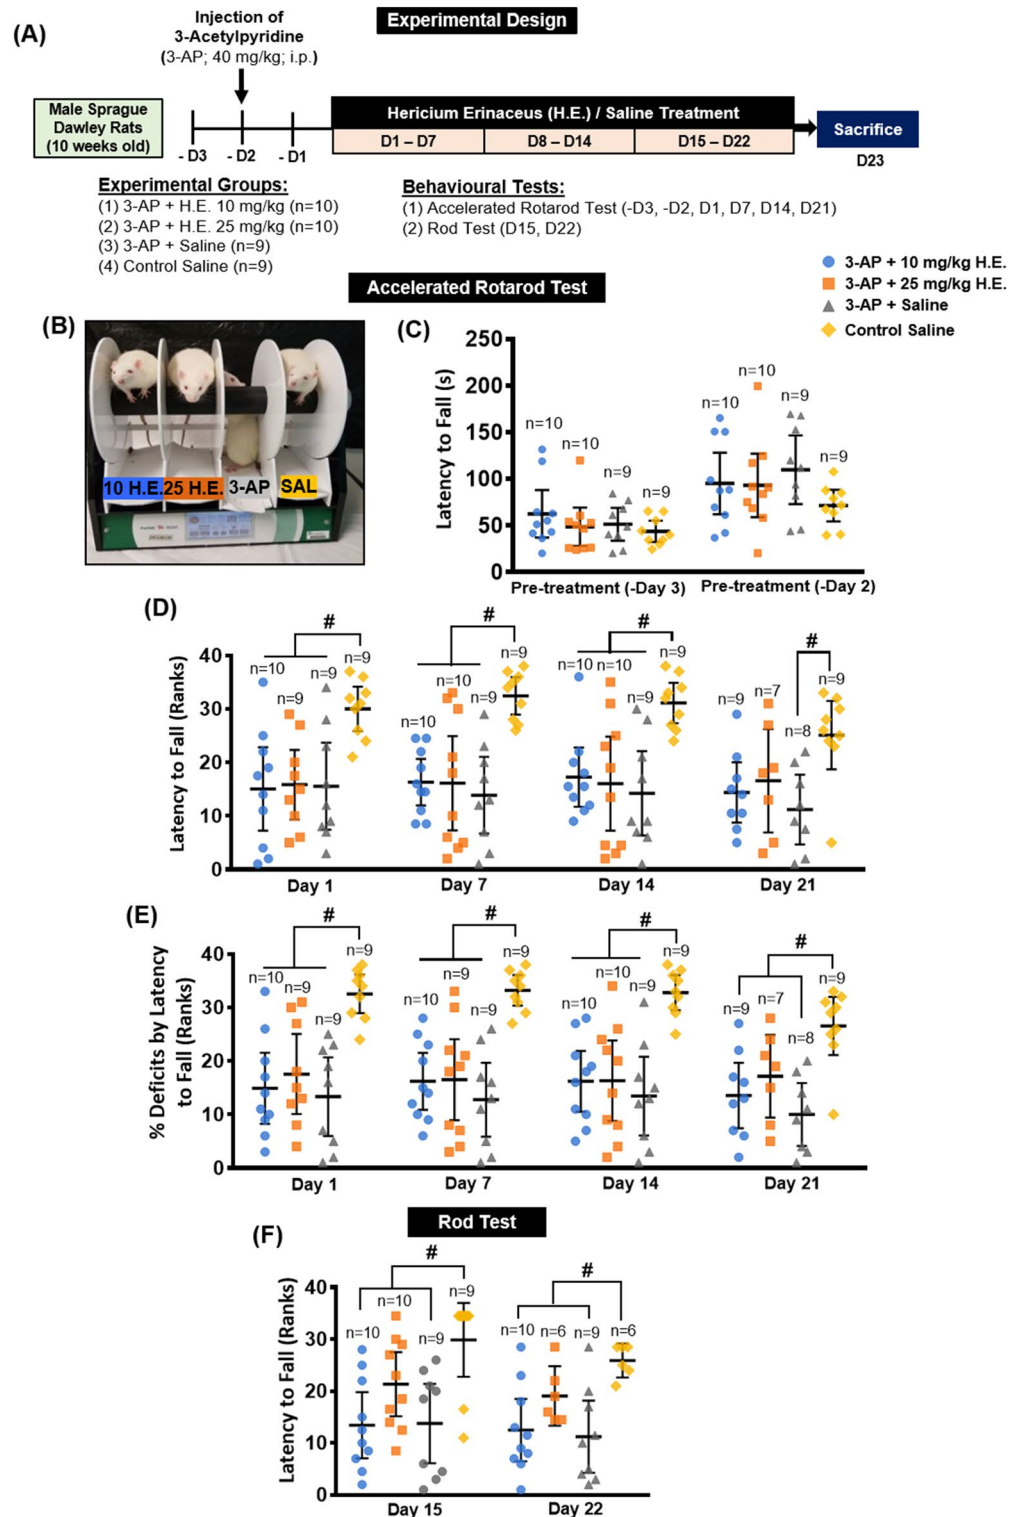 (A)
Experimental Design
Injection of
3-Acetylpyridine
(3-AP; 40 mg/kg; i.p.)
Male Sprague
Dawley Rats
(10 weeks old)
- D3
- D2
- D1
Hericium Erinaceus (H.E.) / Saline Treatment
D1 – D7
D8 – D14
D15 – D22
Sacrifice
D23
Experimental Groups:
(1) 3-AP + H.E. 10 mg/kg (n=10)
(2) 3-AP + H.E. 25 mg/kg (n=10)
(3) 3-AP + Saline (n=9)
(4) Control Saline (n=9)
Behavioural Tests:
(1) Accelerated Rotarod Test (-D3, -D2, D1, D7, D14, D21)
(2) Rod Test (D15, D22)
3-AP + 10 mg/kg H.E.
3-AP + 25 mg/kg H.E.
3-AP + Saline
Control Saline
Accelerated Rotarod Test
(B)
10 H.E. 25 H.E. 3-AP SAL
(C)
Latency to Fall (s)
250
200
150
100
50
0
n=10
n=10
n=9
n=9
n=10
n=10
n=9
n=9
Pre-treatment (-Day 3)
Pre-treatment (-Day 2)
(D)
Latency to Fall (Ranks)
40
30
20
10
0
n=10
n=9
n=9
#
n=9
n=10
n=10
n=9
#
n=9
n=10
n=10
n=9
#
n=9
n=9
n=7
n=8
#
n=9
Day 1
Day 7
Day 14
Day 21
(E)
% Deficits by Latency
to Fall (Ranks)
40
30
20
10
0
n=10
n=9
n=9
#
n=9
n=10
n=9
n=9
#
n=9
n=10
n=10
n=9
#
n=9
n=9
n=7
n=8
#
n=9
Day 1
Day 7
Day 14
Day 21
Rod Test
(F)
Latency to Fall (Ranks)
40
30
20
10
0
n=10
n=10
n=9
#
n=9
n=10
n=6
n=9
#
n=6
Day 15
Day 22